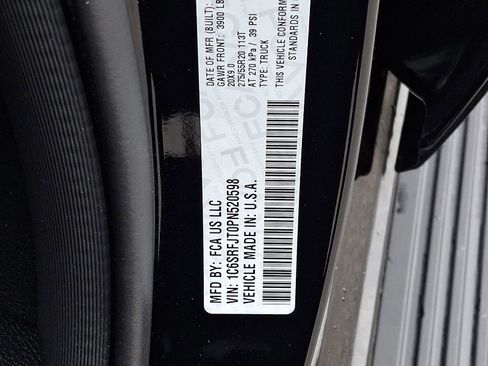 MFD BY: FCA US LLC
DATE OF MFR (BUILT):
GAWR FRONT: 3900 LB
20X9.0
275/55R20 113T
AT 270 kPa / 39 PSI
TYPE: TRUCK
THIS VEHICLE CONFORM
STANDARDS IN
VIN: 1C6SRFJT0PN520598
VEHICLE MADE IN: U.S.A.